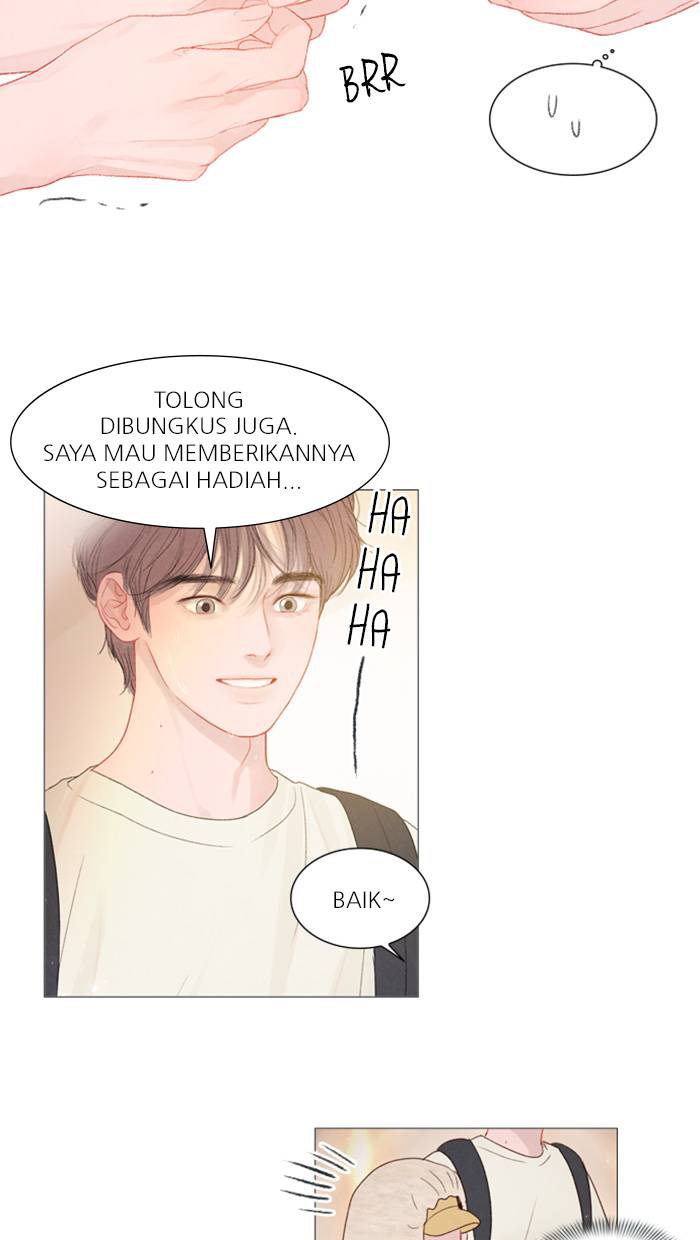 BRR
TOLONG
DIBUNGKUS JUGA.
SAYA MAU MEMBERIKANNYA
SEBAGAI HADIAH...
HA
HA
HA
BAIK~